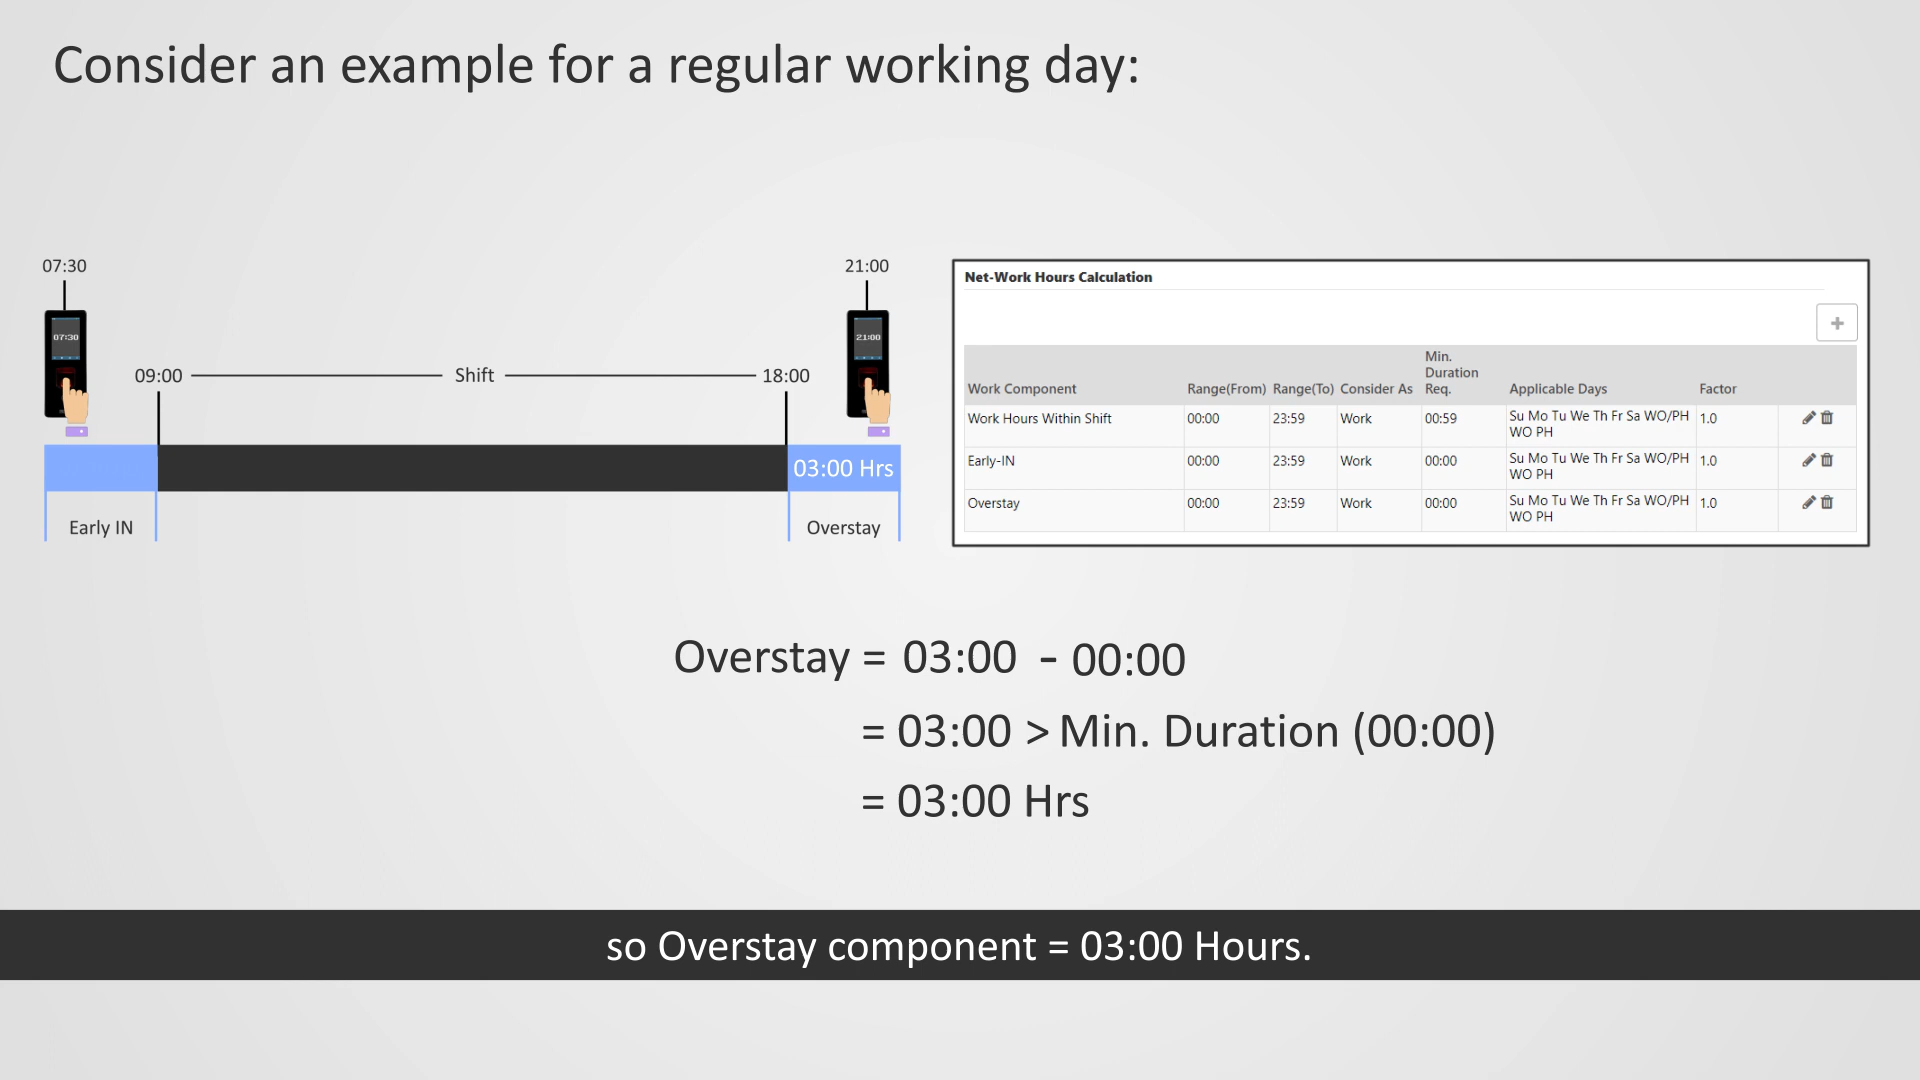 Consider an example for a regular working day:
07:30
21:00
07:30
21:00
09:00 Shift 18:00
03:00 Hrs
Early IN
Overstay
Net-Work Hours Calculation
+
Work Component Range(From) Range(To) Consider As Min. Duration Req. Applicable Days Factor
Work Hours Within Shift 00:00 23:59 Work 00:59 Su Mo Tu We Th Fr Sa WO/PH
WO PH 1.0
Early-IN 00:00 23:59 Work 00:00 Su Mo Tu We Th Fr Sa WO/PH
WO PH 1.0
Overstay 00:00 23:59 Work 00:00 Su Mo Tu We Th Fr Sa WO/PH
WO PH 1.0
Overstay = 03:00 - 00:00
= 03:00 > Min. Duration (00:00)
= 03:00 Hrs
so Overstay component = 03:00 Hours.